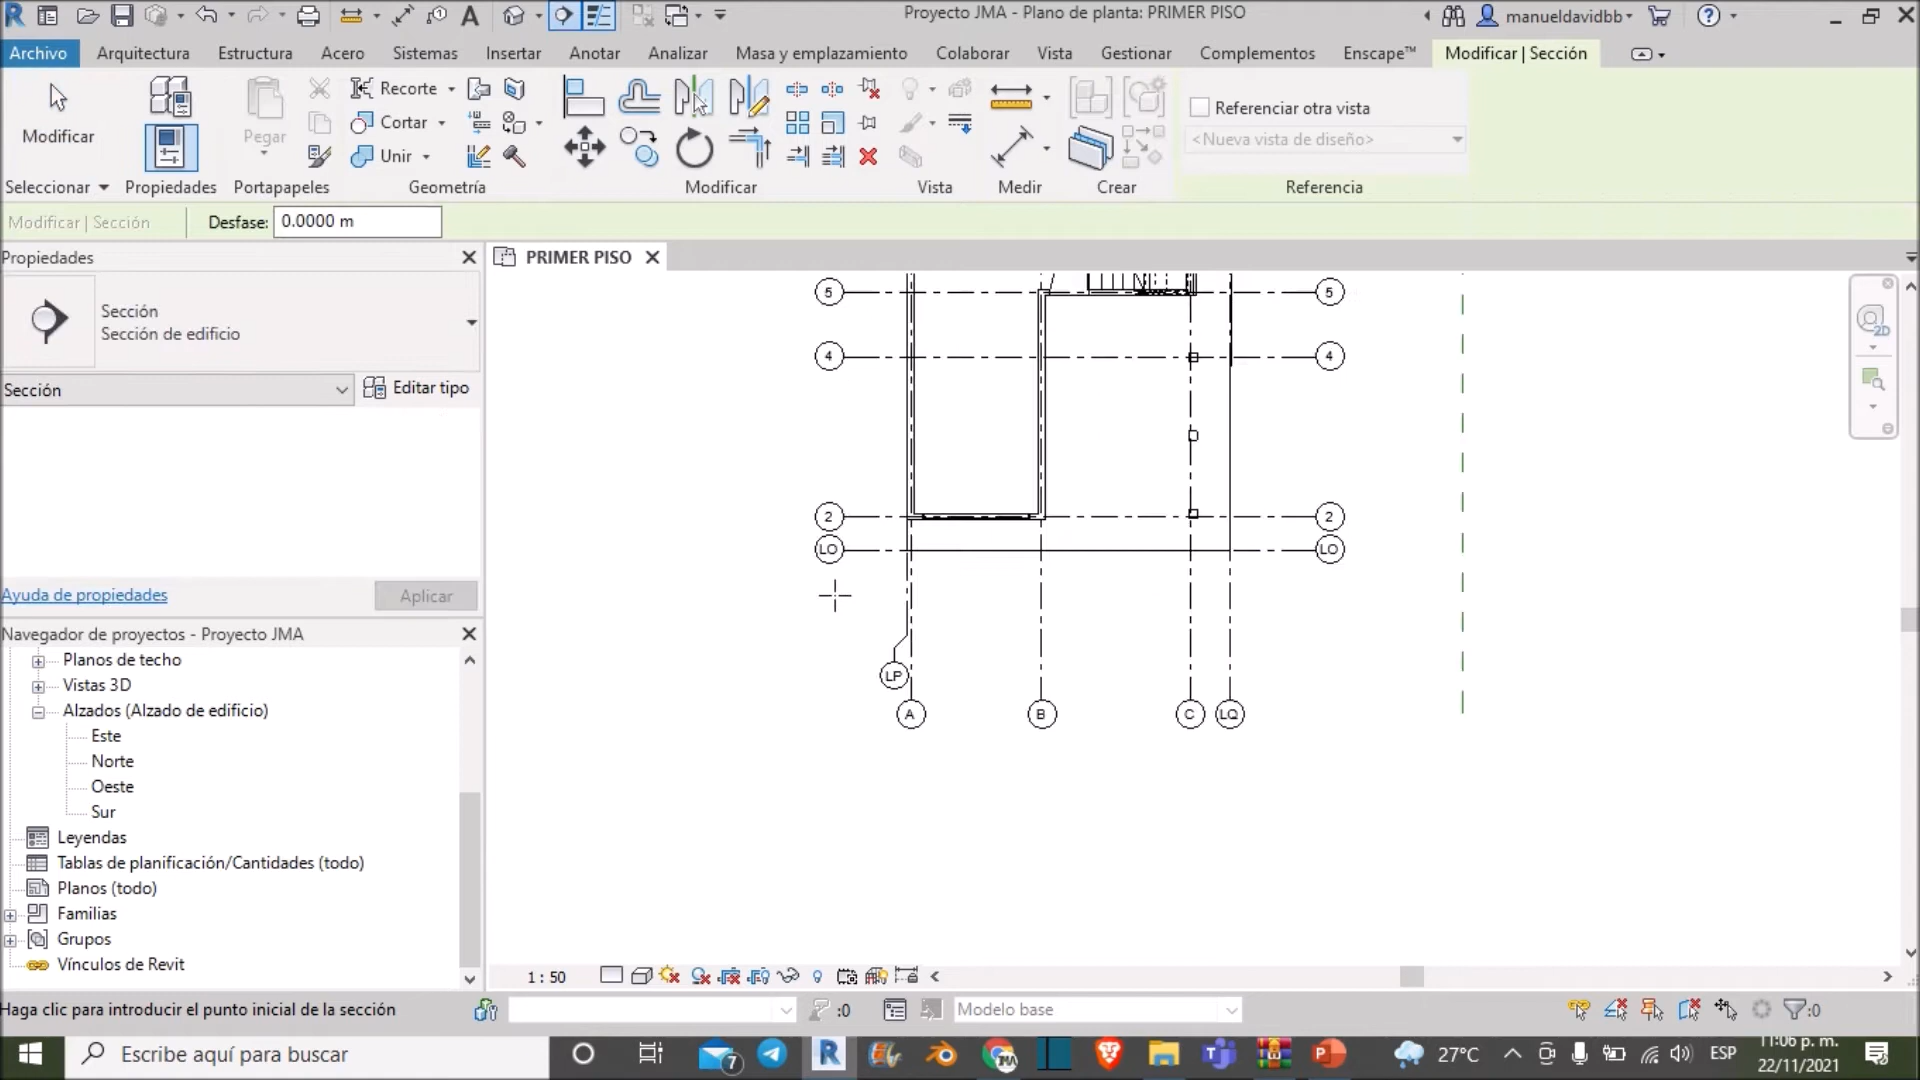 Proyecto JMA - Plano de planta: PRIMER PISO
manueldavidbb
Archivo Arquitectura Estructura Acero Sistemas Insertar Anotar Analizar Masa y emplazamiento Colaborar Vista Gestionar Complementos Enscape™ Modificar | Sección
Modificar
Pegar
Recorte
Cortar
Unir
Referenciar otra vista
<Nueva vista de diseño>
Seleccionar Propiedades Portapapeles Geometría Modificar Vista Medir Crear Referencia
Modificar | Sección Desfase: 0.0000 m
Propiedades
PRIMER PISO
Sección
Sección de edificio
Sección
Editar tipo
Ayuda de propiedades
Aplicar
Navegador de proyectos - Proyecto JMA
Planos de techo
Vistas 3D
Alzados (Alzado de edificio)
Este
Norte
Oeste
Sur
Leyendas
Tablas de planificación/Cantidades (todo)
Planos (todo)
Familias
Grupos
Vínculos de Revit
5 5
4 4
2 2
LO LO
LP
A B C LQ
2D
1 : 50
Haga clic para introducir el punto inicial de la sección
:0
Modelo base
:0
Escribe aquí para buscar
7
27°C
ESP
11:06 p. m.
22/11/2021